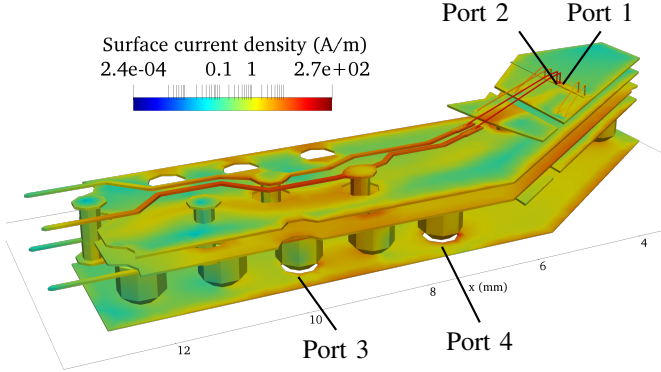 Port 2 Port 1
Surface current density (A/m)
2.4e-04 0.1 1 2.7e+02
4
6
8 x (mm)
10
12
Port 3
Port 4